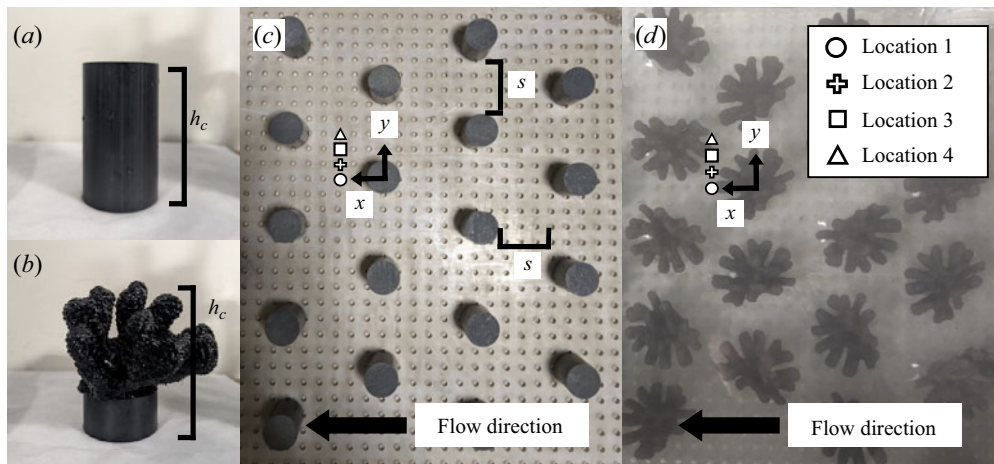 (a)
h_c
(b)
h_c
(c)
s
y
x
s
Flow direction
(d)
Location 1
Location 2
Location 3
Location 4
y
x
Flow direction